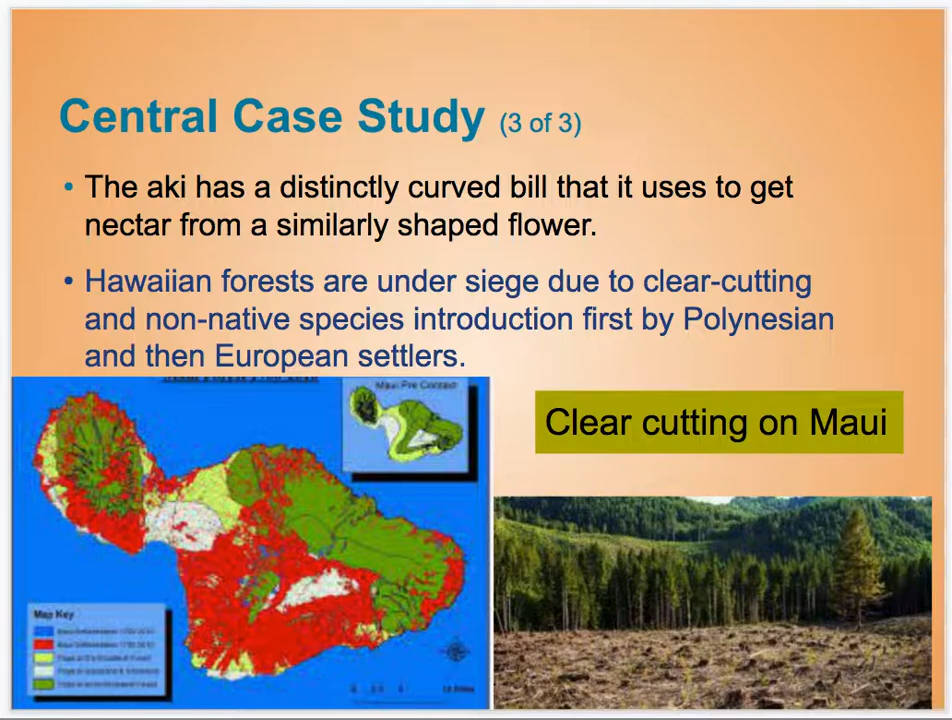 Central Case Study (3 of 3)
• The aki has a distinctly curved bill that it uses to get
nectar from a similarly shaped flower.
• Hawaiian forests are under siege due to clear-cutting
and non-native species introduction first by Polynesian
and then European settlers.
Maui Pre Contact
Clear cutting on Maui
Map Key